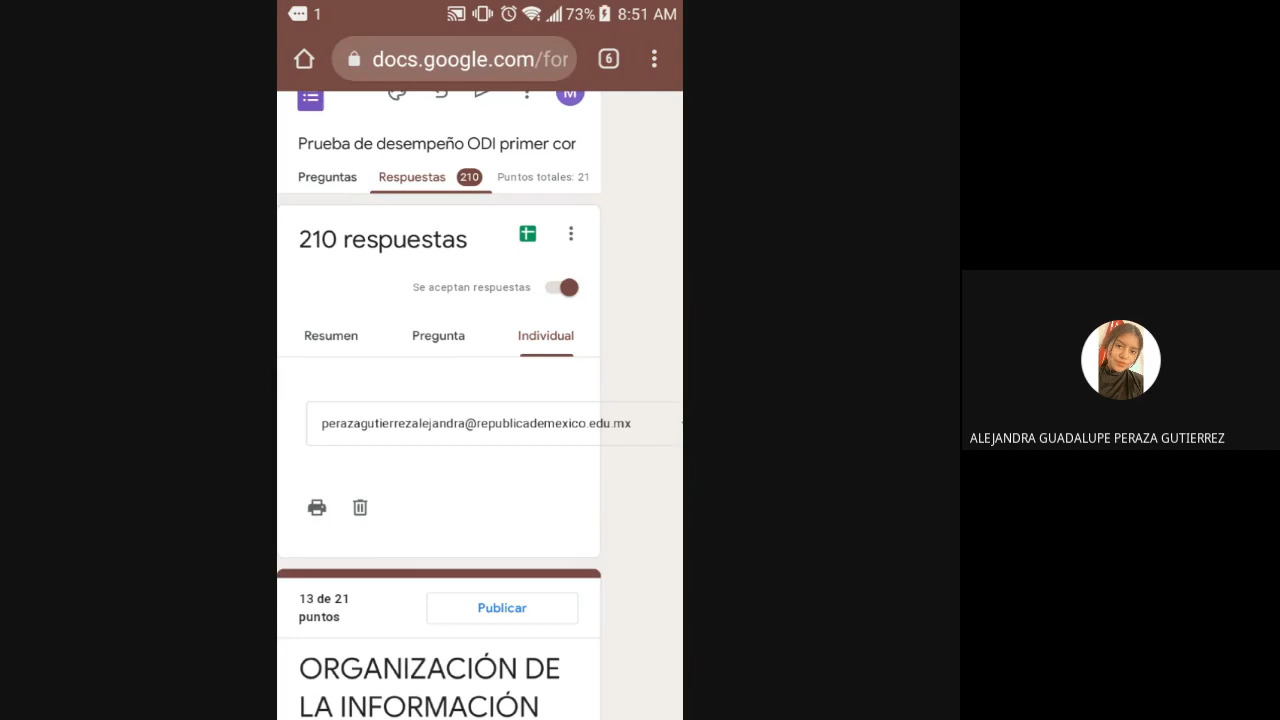 1
73% 8:51 AM
docs.google.com/for
6
M
Prueba de desempeño ODI primer cor
Preguntas Respuestas 210 Puntos totales: 21
210 respuestas
Se aceptan respuestas
Resumen Pregunta Individual
perazagutierrezalejandra@republicademexico.edu.mx
13 de 21
puntos
Publicar
ORGANIZACIÓN DE
LA INFORMACIÓN
ALEJANDRA GUADALUPE PERAZA GUTIERREZ